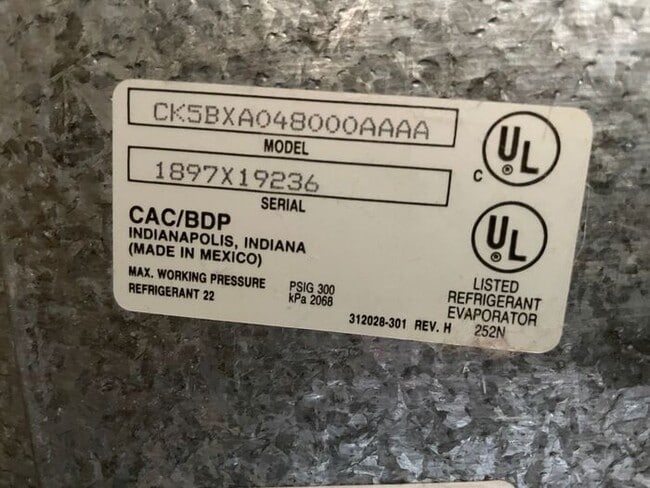 CK5BXA048000AAAA
MODEL
1897X19236
SERIAL
CAC/BDP
INDIANAPOLIS, INDIANA
(MADE IN MEXICO)
MAX. WORKING PRESSURE PSIG 300
REFRIGERANT 22 kPa 2068
312028-301 REV. H
C UL ®
UL ®
LISTED
REFRIGERANT
EVAPORATOR
252N